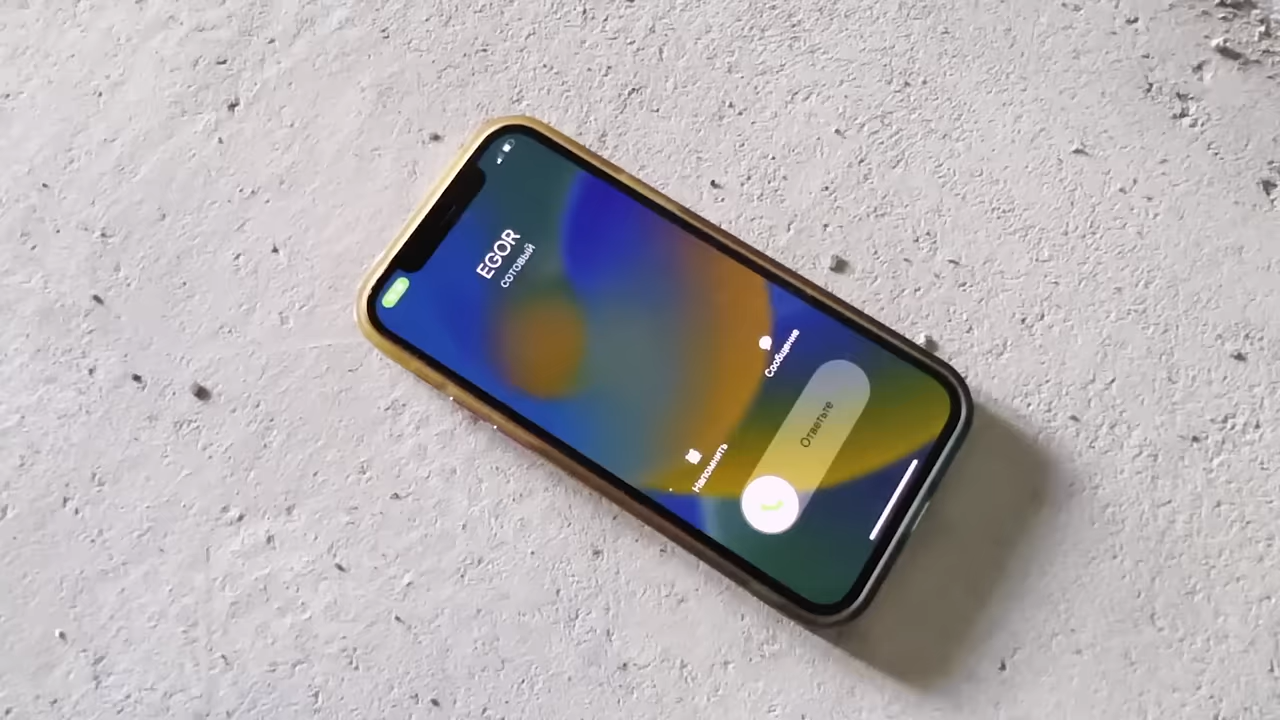 EGOR
сотовый
Напомнить
Сообщение
Ответьте